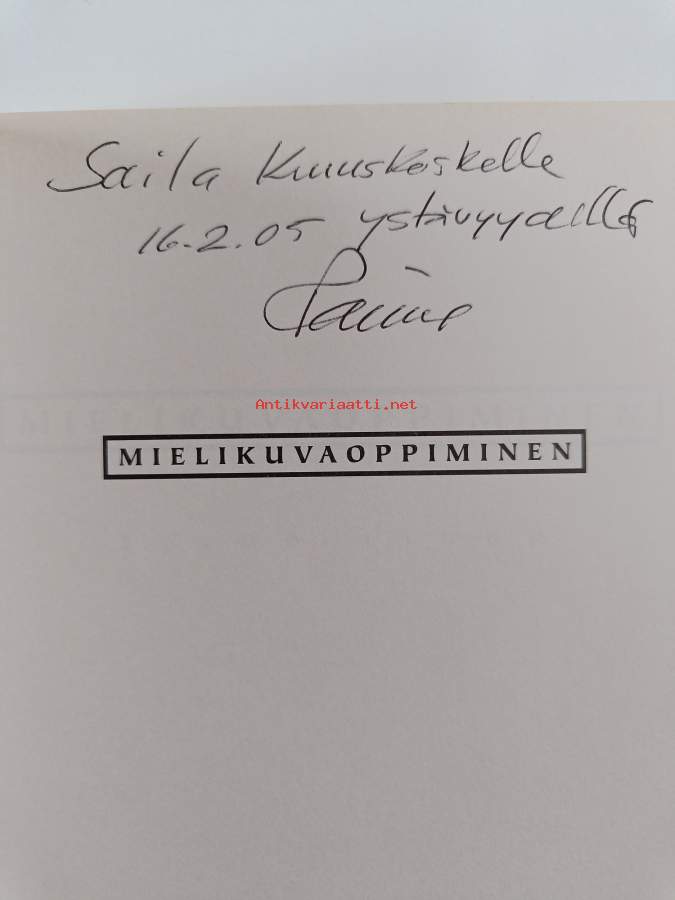 Saila Kuuskoskelle
16.2.05 ystävyydellä
Antikvariaatti.net
MIELIKUVAOPPIMINEN